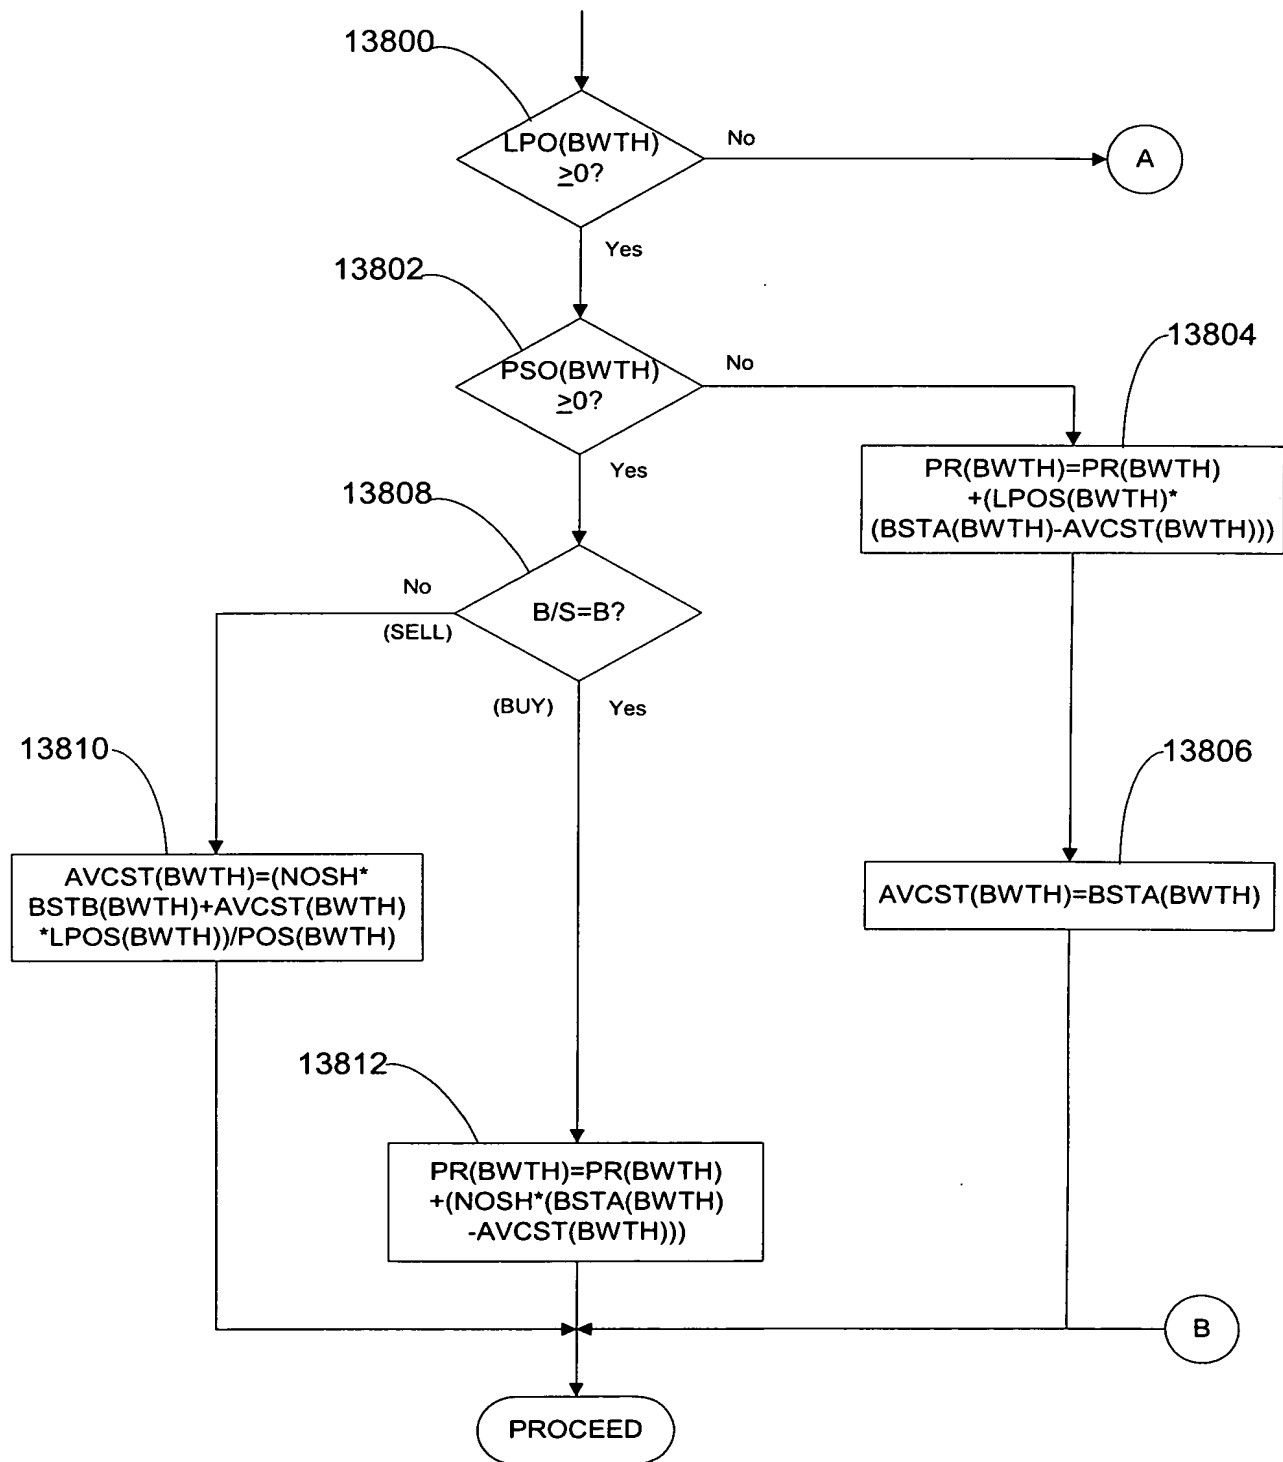 13800
LPO(BWTH)
≥0?
No
A
Yes
13802
PSO(BWTH)
≥0?
No
13804
PR(BWTH)=PR(BWTH)
+(LPOS(BWTH)*
(BSTA(BWTH)-AVCST(BWTH)))
Yes
13808
B/S=B?
No
(SELL)
(BUY)
Yes
13810
AVCST(BWTH)=(NOSH*
BSTB(BWTH)+AVCST(BWTH)
*LPOS(BWTH))/POS(BWTH)
13806
AVCST(BWTH)=BSTA(BWTH)
13812
PR(BWTH)=PR(BWTH)
+(NOSH*(BSTA(BWTH)
-AVCST(BWTH)))
B
PROCEED